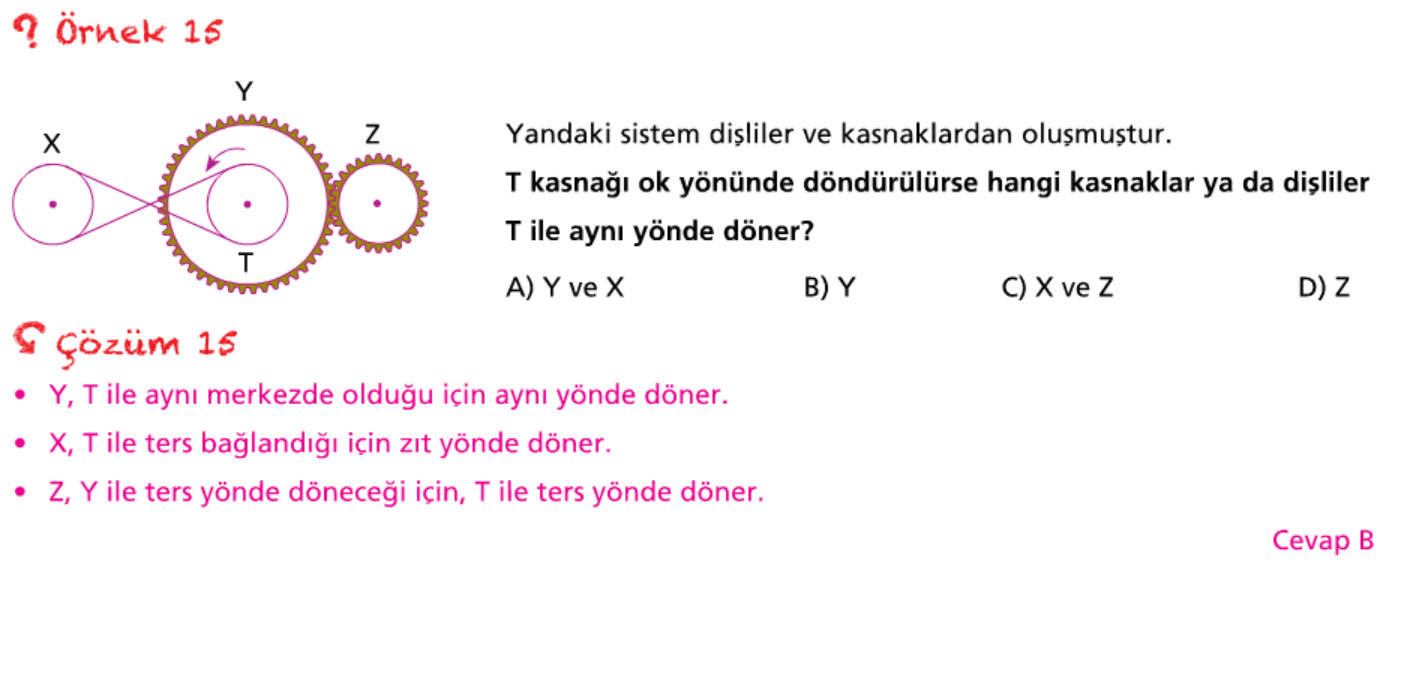 ? Örnek 15
Y
X
Z
T
Yandaki sistem dişliler ve kasnaklardan oluşmuştur.
T kasnağı ok yönünde döndürülürse hangi kasnaklar ya da dişliler
T ile aynı yönde döner?
A) Y ve X B) Y C) X ve Z D) Z
Çözüm 15
• Y, T ile aynı merkezde olduğu için aynı yönde döner.
• X, T ile ters bağlandığı için zıt yönde döner.
• Z, Y ile ters yönde döneceği için, T ile ters yönde döner.
Cevap B